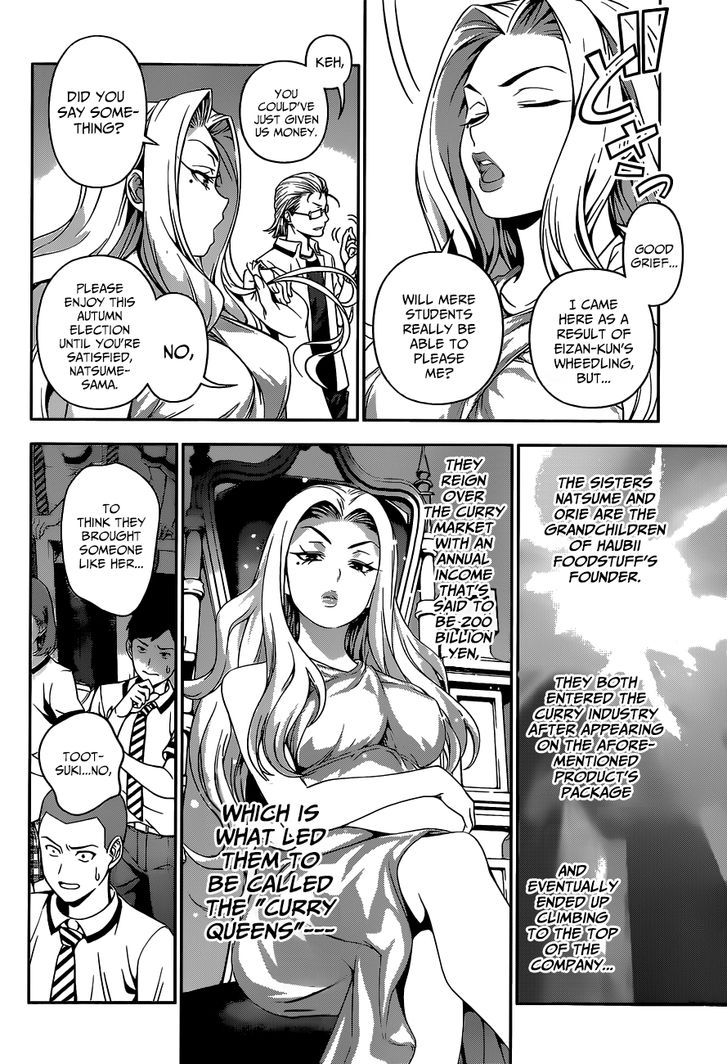 ドサッ
GOOD
GRIEF...
I CAME
HERE AS A
RESULT OF
EIZAN-KUN'S
WHEEDLING,
BUT...
WILL MERE
STUDENTS
REALLY BE
ABLE TO
PLEASE
ME?
KEH,
YOU
COULD'VE
JUST GIVEN
US MONEY.
DID YOU
SAY SOME-
THING?
NO,
PLEASE
ENJOY THIS
AUTUMN
ELECTION
UNTIL YOU'RE
SATISFIED,
NATSUME-
SAMA.
THE SISTERS
NATSUME AND
ORIE ARE THE
GRANDCHILDREN
OF HAUBII
FOODSTUFF'S
FOUNDER.
THEY BOTH
ENTERED THE
CURRY INDUSTRY
AFTER APPEARING
ON THE AFORE-
MENTIONED
PRODUCT'S
PACKAGE
AND
EVENTUALLY
ENDED UP
CLIMBING
TO THE TOP
OF THE
COMPANY...
THEY
REIGN
OVER
THE CURRY
MARKET
WITH AN
ANNUAL
INCOME
THAT'S
SAID TO
BE 200
BILLION
YEN,
WHICH IS
WHAT LED
THEM TO
BE CALLED
THE "CURRY
QUEENS"---
TO
THINK THEY
BROUGHT
SOMEONE
LIKE HER...
TOOT-
SUKI...NO,